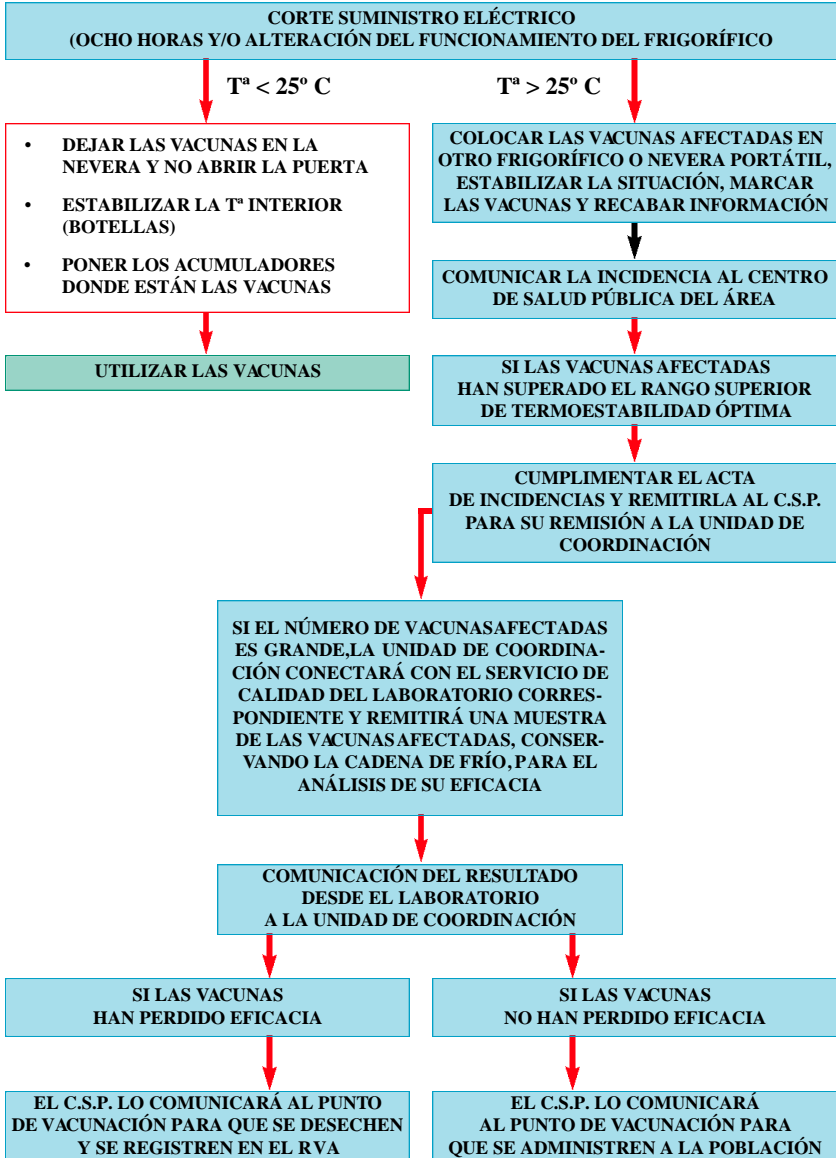 CORTE SUMINISTRO ELÉCTRICO
(OCHO HORAS Y/O ALTERACIÓN DEL FUNCIONAMIENTO DEL FRIGORÍFICO
Tª < 25º C
• DEJAR LAS VACUNAS EN LA
NEVERA Y NO ABRIR LA PUERTA
• ESTABILIZAR LA Tª INTERIOR
(BOTELLAS)
• PONER LOS ACUMULADORES
DONDE ESTÁN LAS VACUNAS
UTILIZAR LAS VACUNAS
Tª > 25º C
COLOCAR LAS VACUNAS AFECTADAS EN
OTRO FRIGORÍFICO O NEVERA PORTÁTIL,
ESTABILIZAR LA SITUACIÓN, MARCAR
LAS VACUNAS Y RECABAR INFORMACIÓN
COMUNICAR LA INCIDENCIA AL CENTRO
DE SALUD PÚBLICA DEL ÁREA
SI LAS VACUNAS AFECTADAS
HAN SUPERADO EL RANGO SUPERIOR
DE TERMOESTABILIDAD ÓPTIMA
CUMPLIMENTAR EL ACTA
DE INCIDENCIAS Y REMITIRLA AL C.S.P.
PARA SU REMISIÓN A LA UNIDAD DE
COORDINACIÓN
SI EL NÚMERO DE VACUNAS AFECTADAS
ES GRANDE, LA UNIDAD DE COORDINA-
CIÓN CONECTARÁ CON EL SERVICIO DE
CALIDAD DEL LABORATORIO CORRES-
PONDIENTE Y REMITIRÁ UNA MUESTRA
DE LAS VACUNAS AFECTADAS, CONSER-
VANDO LA CADENA DE FRÍO, PARA EL
ANÁLISIS DE SU EFICACIA
COMUNICACIÓN DEL RESULTADO
DESDE EL LABORATORIO
A LA UNIDAD DE COORDINACIÓN
SI LAS VACUNAS
HAN PERDIDO EFICACIA
EL C.S.P. LO COMUNICARÁ AL PUNTO
DE VACUNACIÓN PARA QUE SE DESECHEN
Y SE REGISTREN EN EL RVA
SI LAS VACUNAS
NO HAN PERDIDO EFICACIA
EL C.S.P. LO COMUNICARÁ
AL PUNTO DE VACUNACIÓN PARA
QUE SE ADMINISTREN A LA POBLACIÓN